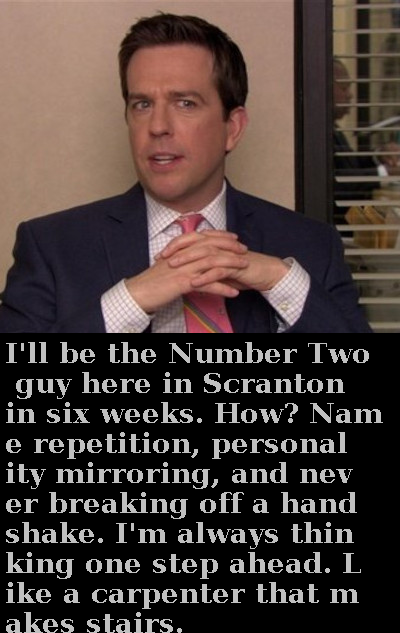 I'll be the Number Two
guy here in Scranton
in six weeks. How? Nam
e repetition, personal
ity mirroring, and nev
er breaking off a hand
shake. I'm always thin
king one step ahead. L
ike a carpenter that m
akes stairs.